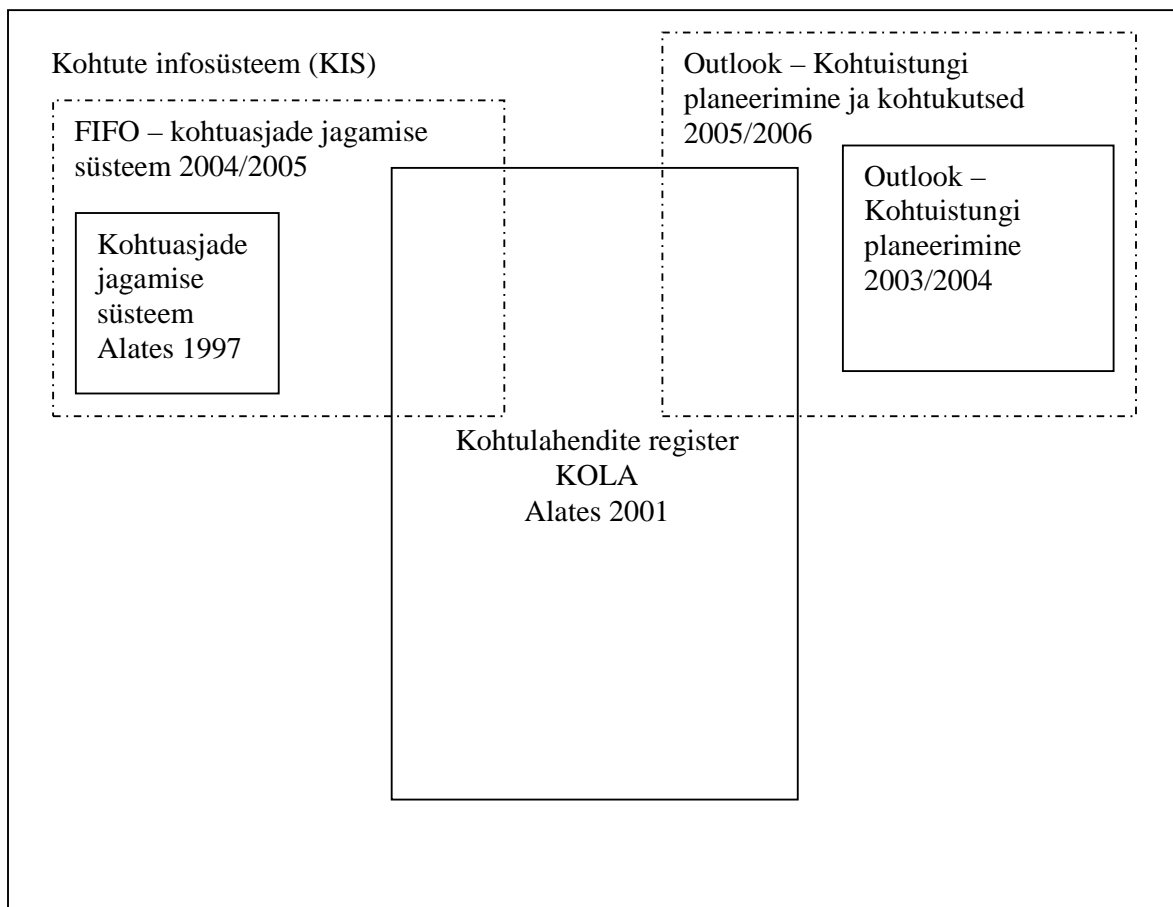 Kohtute infosüsteem (KIS)
FIFO – kohtuasjade jagamise
süsteem 2004/2005
Kohtuasjade
jagamise
süsteem
Alates 1997
Outlook – Kohtuistungi
planeerimine ja kohtukutsed
2005/2006
Outlook –
Kohtuistungi
planeerimine
2003/2004
Kohtulahendite register
KOLA
Alates 2001